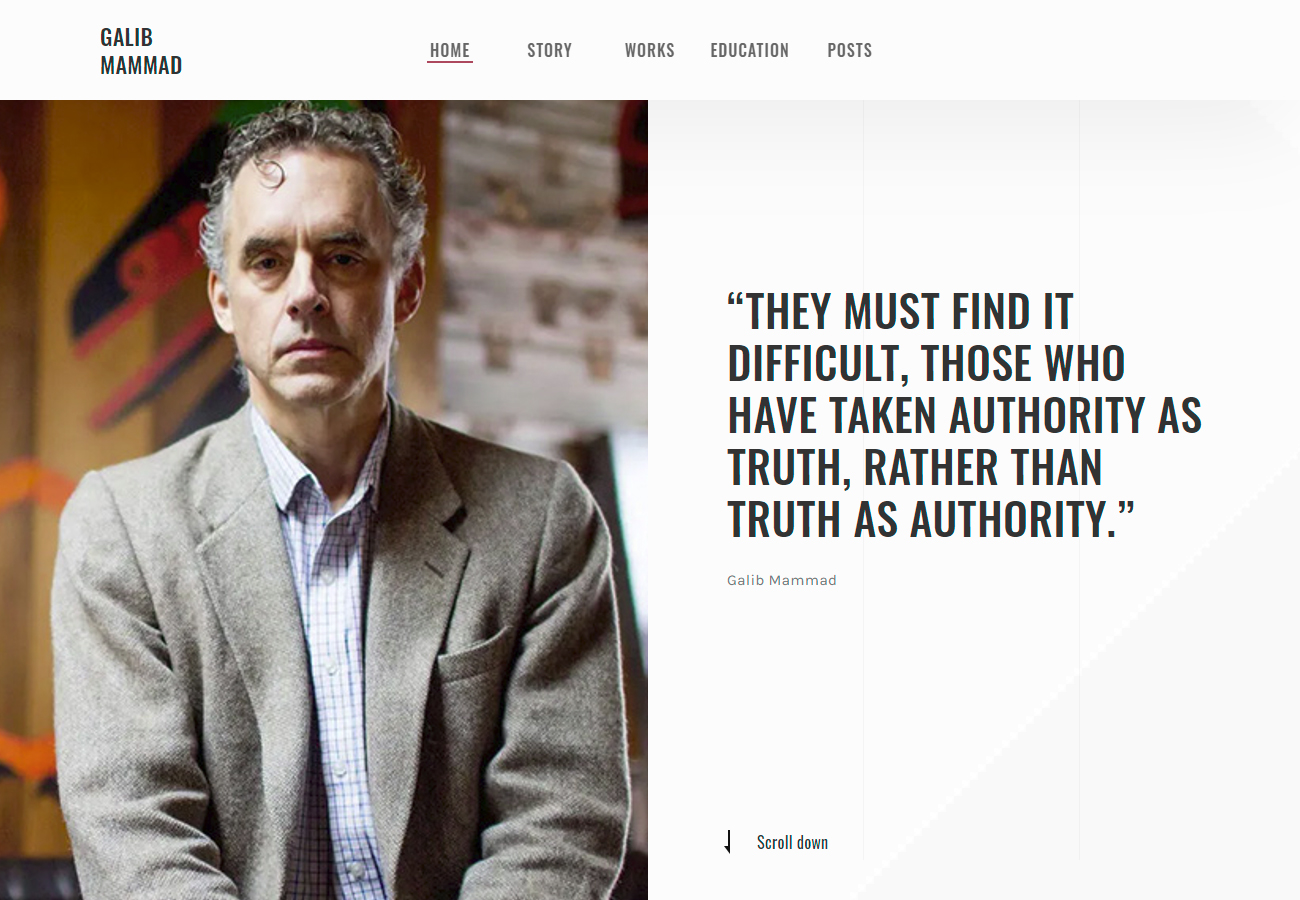 GALIB
MAMMAD
HOME STORY WORKS EDUCATION POSTS
“THEY MUST FIND IT
DIFFICULT, THOSE WHO
HAVE TAKEN AUTHORITY AS
TRUTH, RATHER THAN
TRUTH AS AUTHORITY.”
Galib Mammad
Scroll down